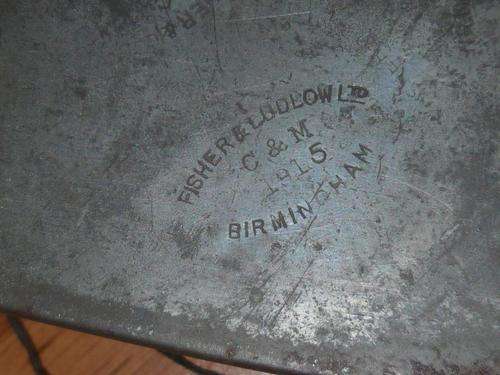 FISHER & LUDLOW LTD
C & M
1915
BIRMINGHAM